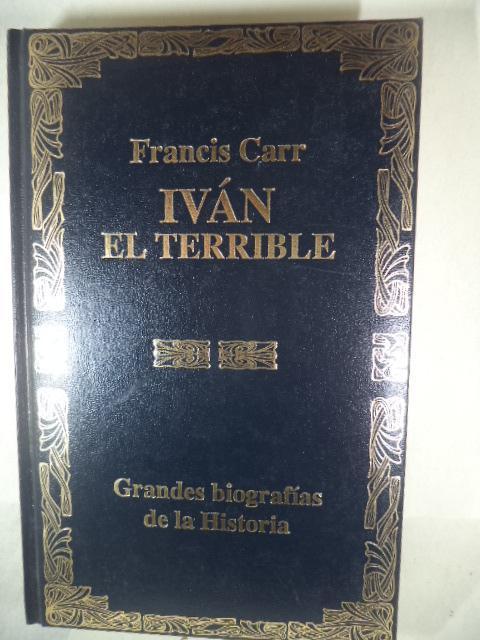 Francis Carr
IVÁN
EL TERRIBLE
Grandes biografías
de la Historia